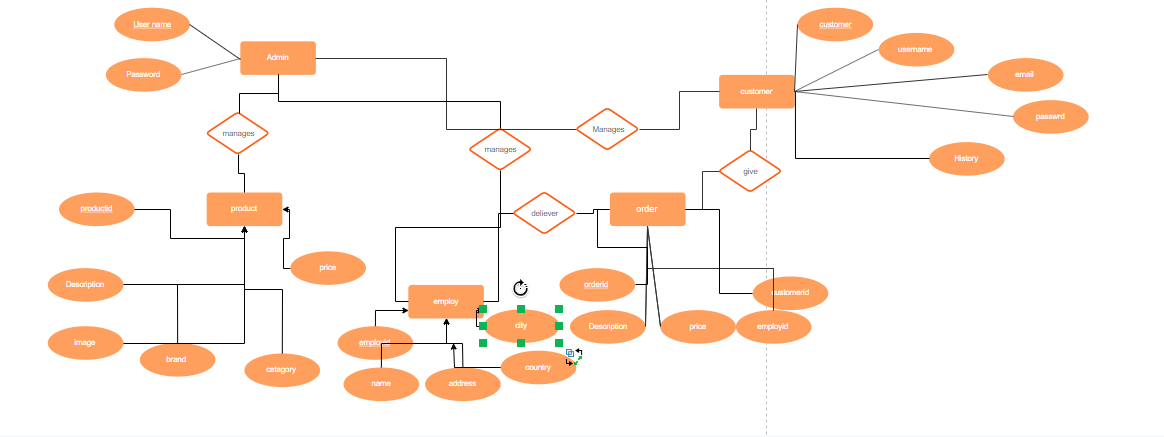 User name
customer
username
Admin
Password
email
customer
passwrd
manages
Manages
manages
History
give
productid
product
order
deliever
price
Description
orderid
customerid
employ
city
Description
price
employid
image
employid
brand
catagory
name
address
country